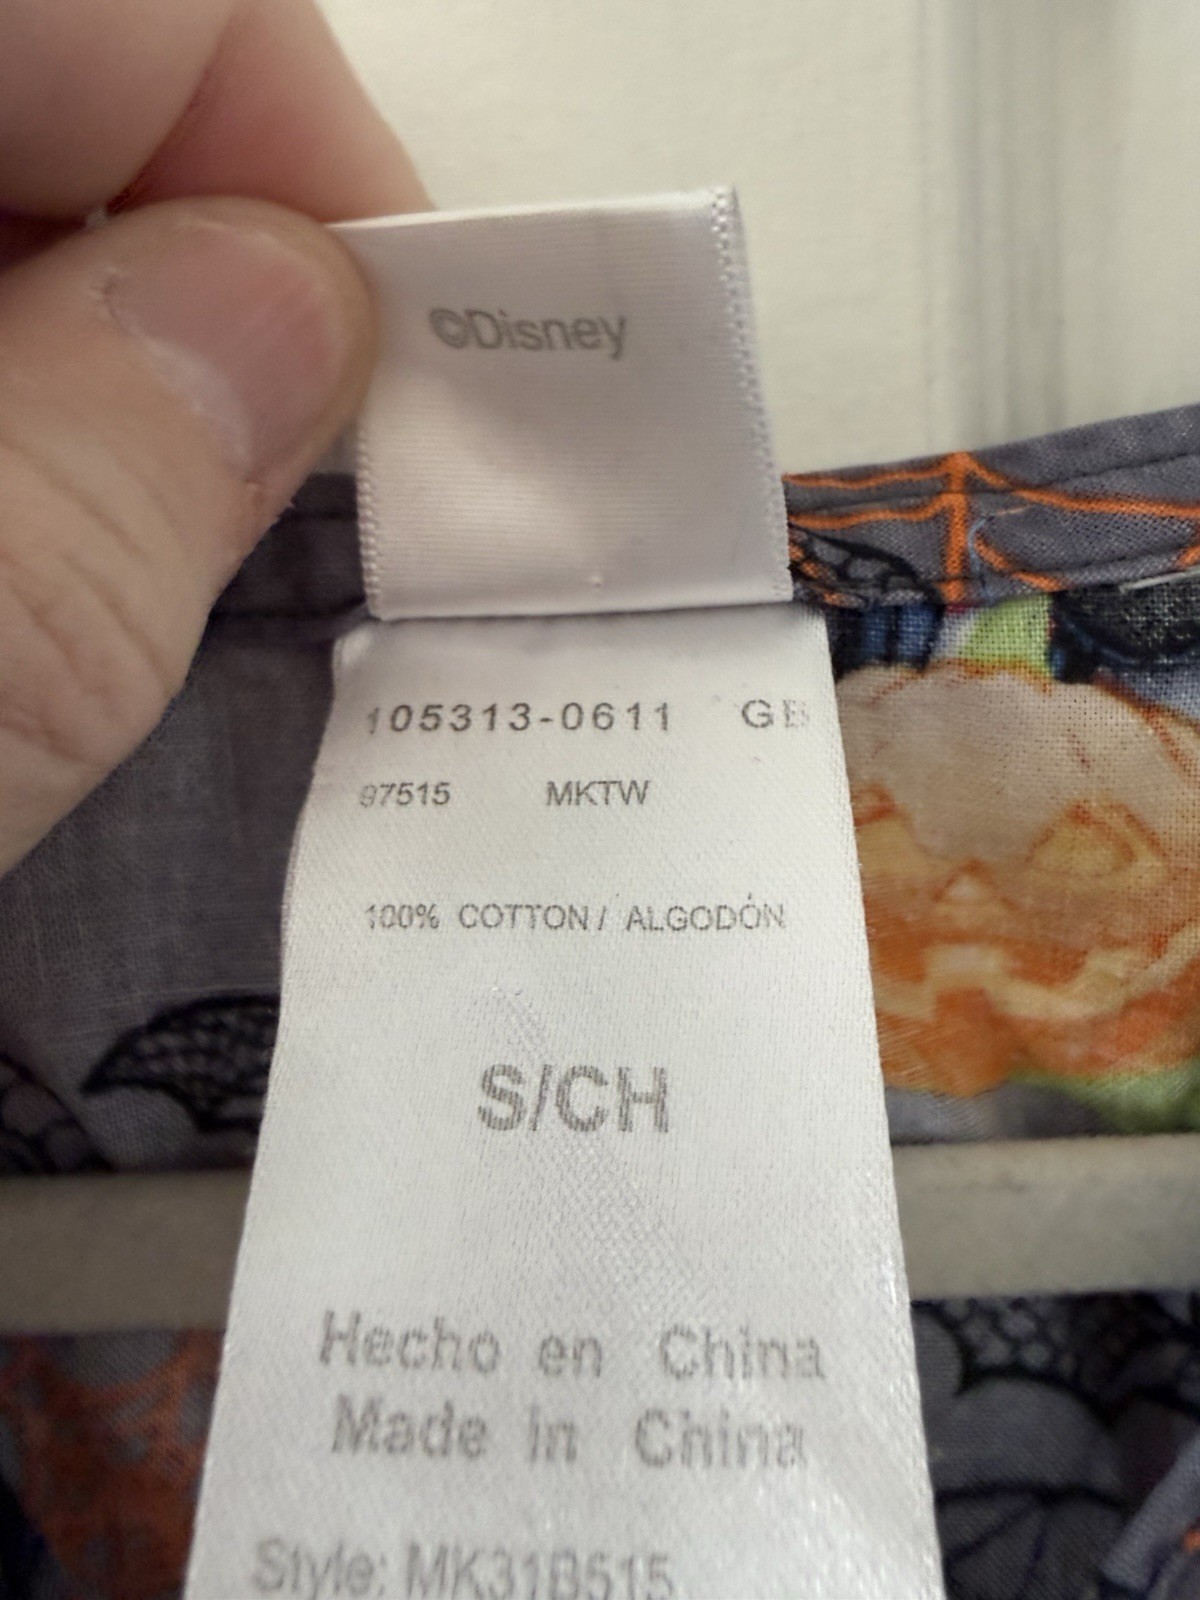 ©Disney
105313-0611 GB
97515 MKTW
100% COTTON / ALGODÓN
S/CH
Hecho en China
Made in China
Style: MK31B515